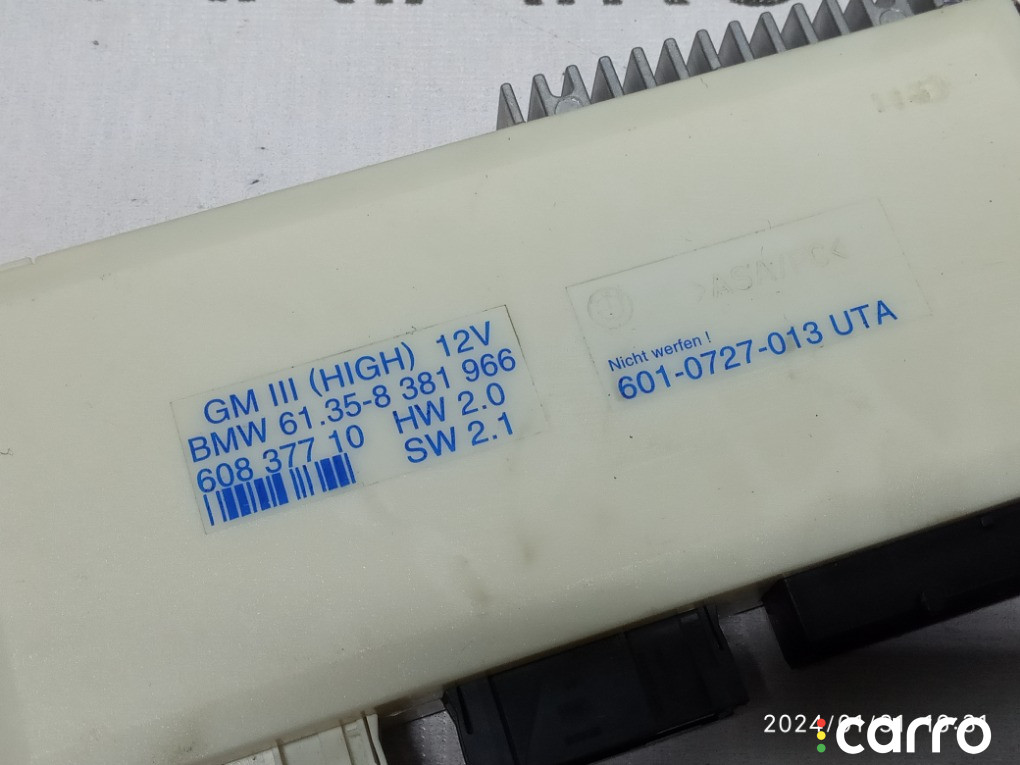 GM III (HIGH) 12V
BMW 61.35-8 381 966
608 377 10 HW 2.0
SW 2.1
Nicht werfen !
601-0727-013 UTA
carro